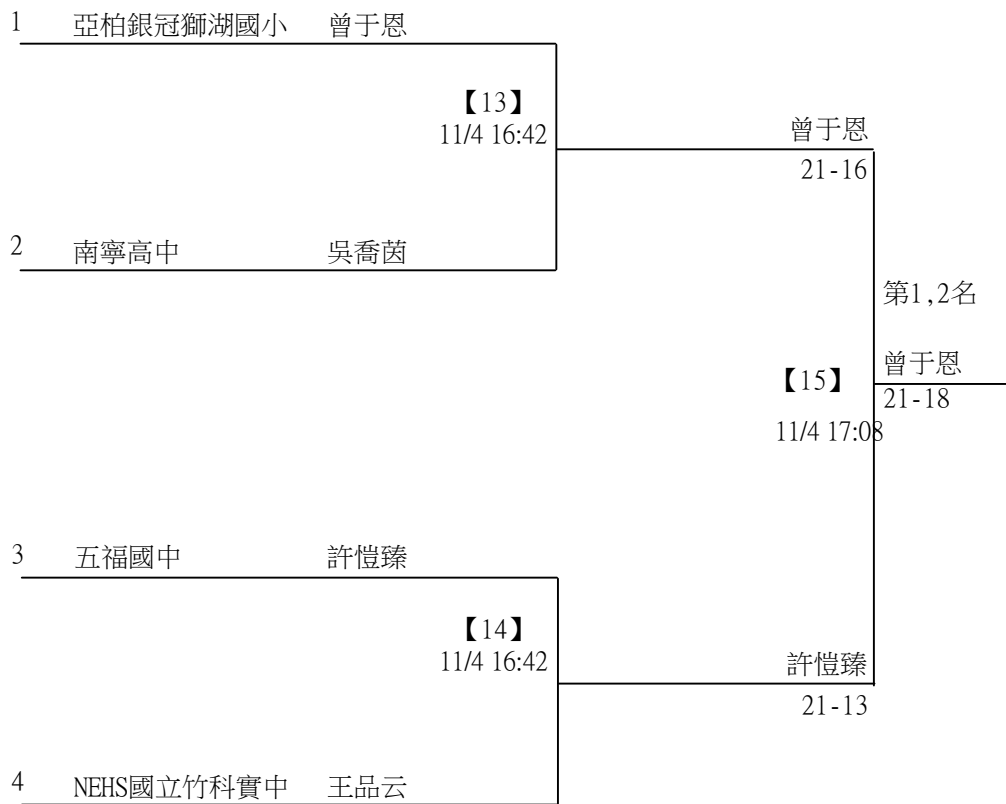 1 亞柏銀冠獅湖國小 曾于恩
【13】
11/4 16:42
曾于恩
21-16
2 南寧高中 吳喬茵
第1,2名
【15】
曾于恩
21-18
11/4 17:08
3 五福國中 許愷臻
【14】
11/4 16:42
許愷臻
21-13
4 NEHS國立竹科實中 王品云